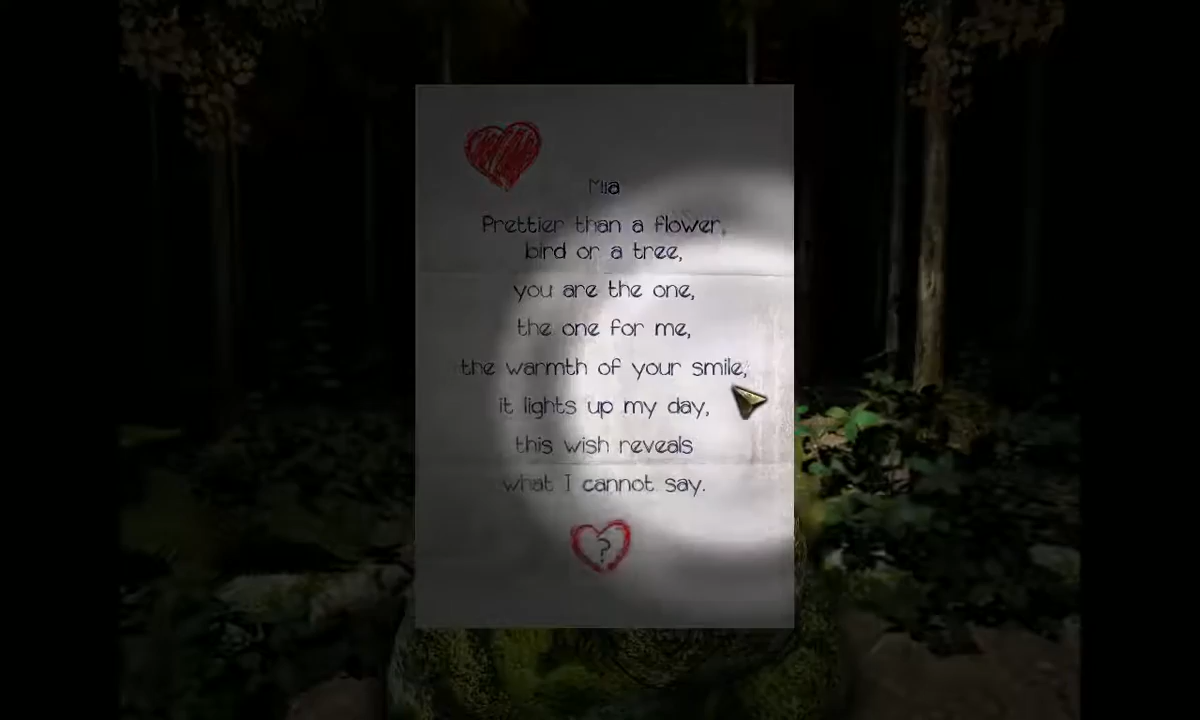 Mia
Prettier than a flower,
bird or a tree,
you are the one,
the one for me,
the warmth of your smile,
it lights up my day,
this wish reveals
what I cannot say.
?